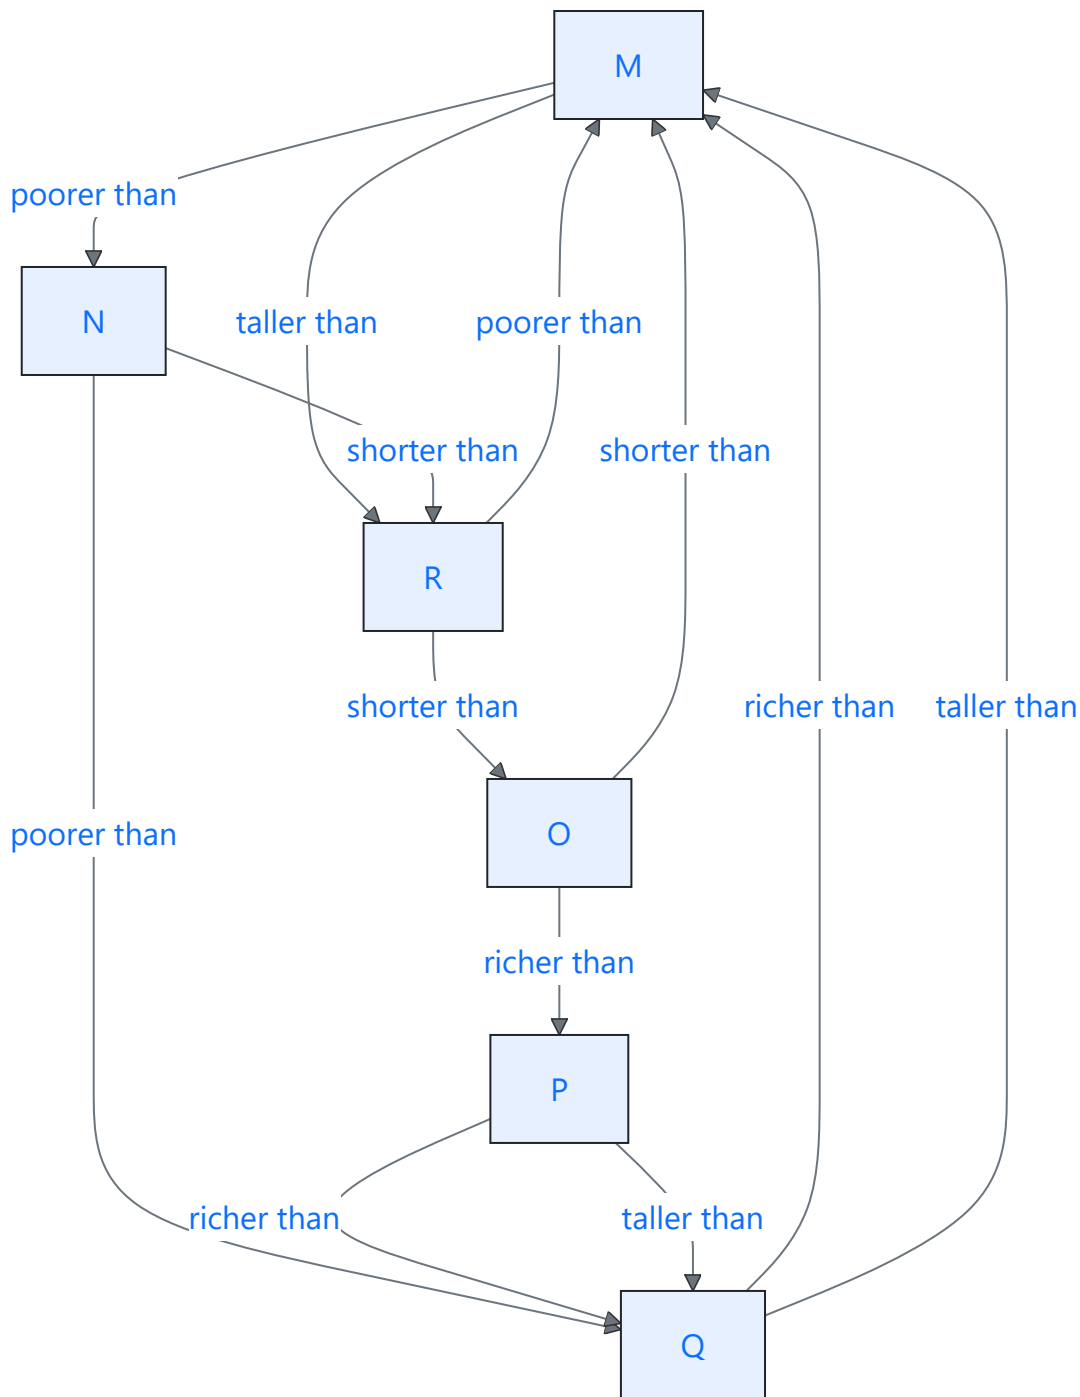 M
poorer than
N
taller than
poorer than
shorter than
shorter than
R
shorter than
richer than
taller than
O
poorer than
richer than
P
richer than
taller than
Q